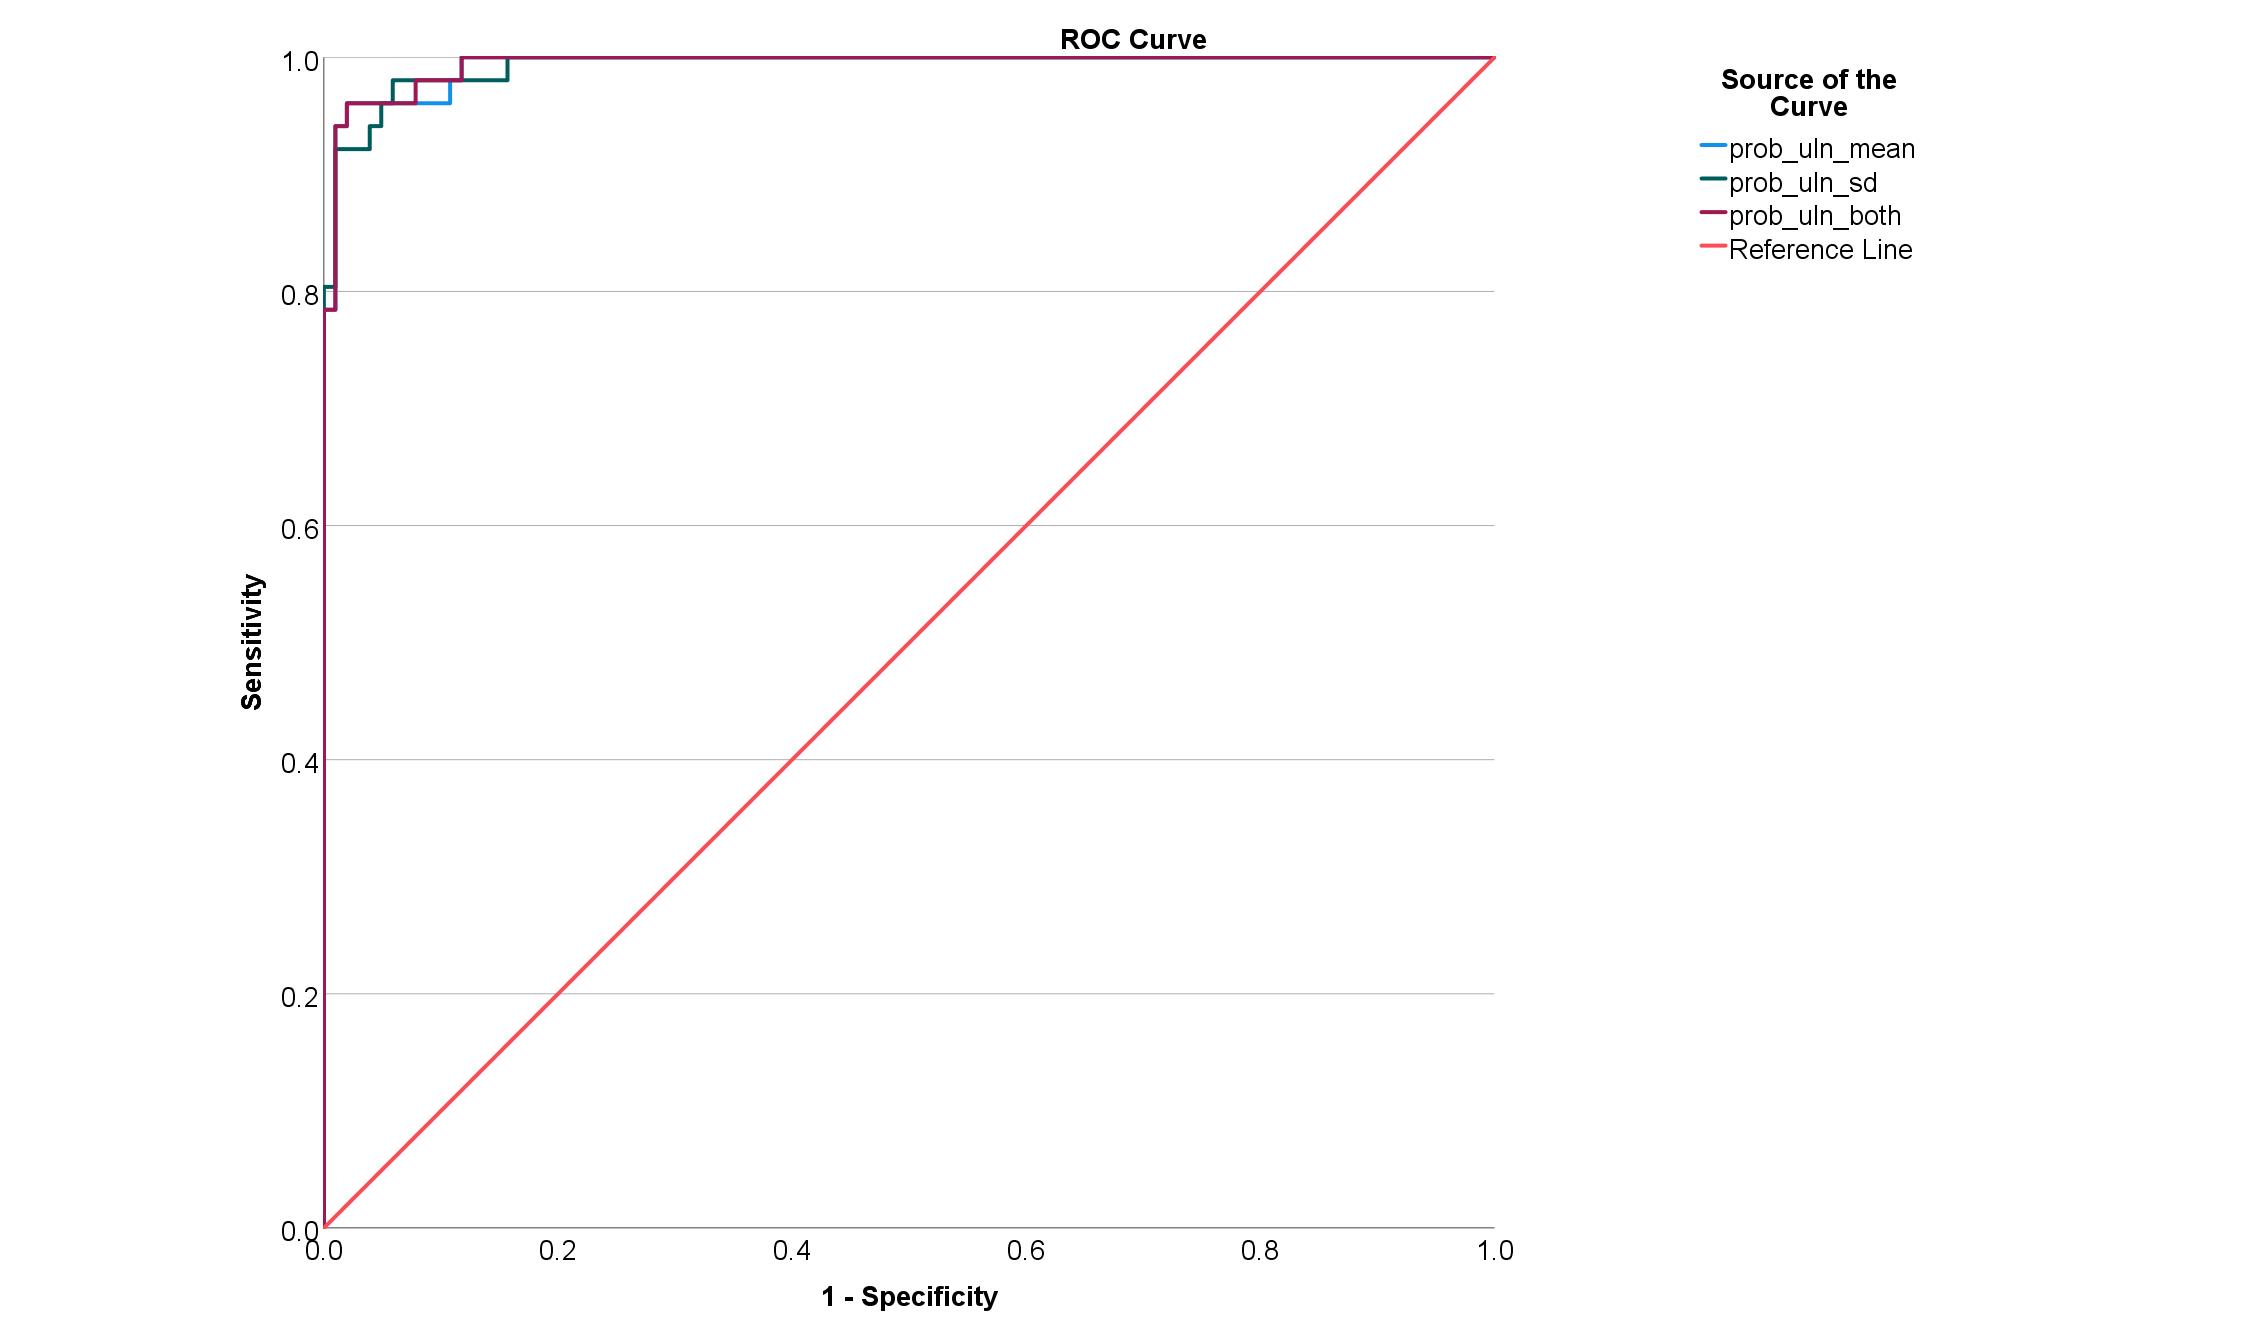 ROC Curve
Source of the
Curve
prob_uln_mean
prob_uln_sd
prob_uln_both
Reference Line
1.0
0.8
0.6
0.4
0.2
0.0
Sensitivity
0.0 0.2 0.4 0.6 0.8 1.0
1 - Specificity